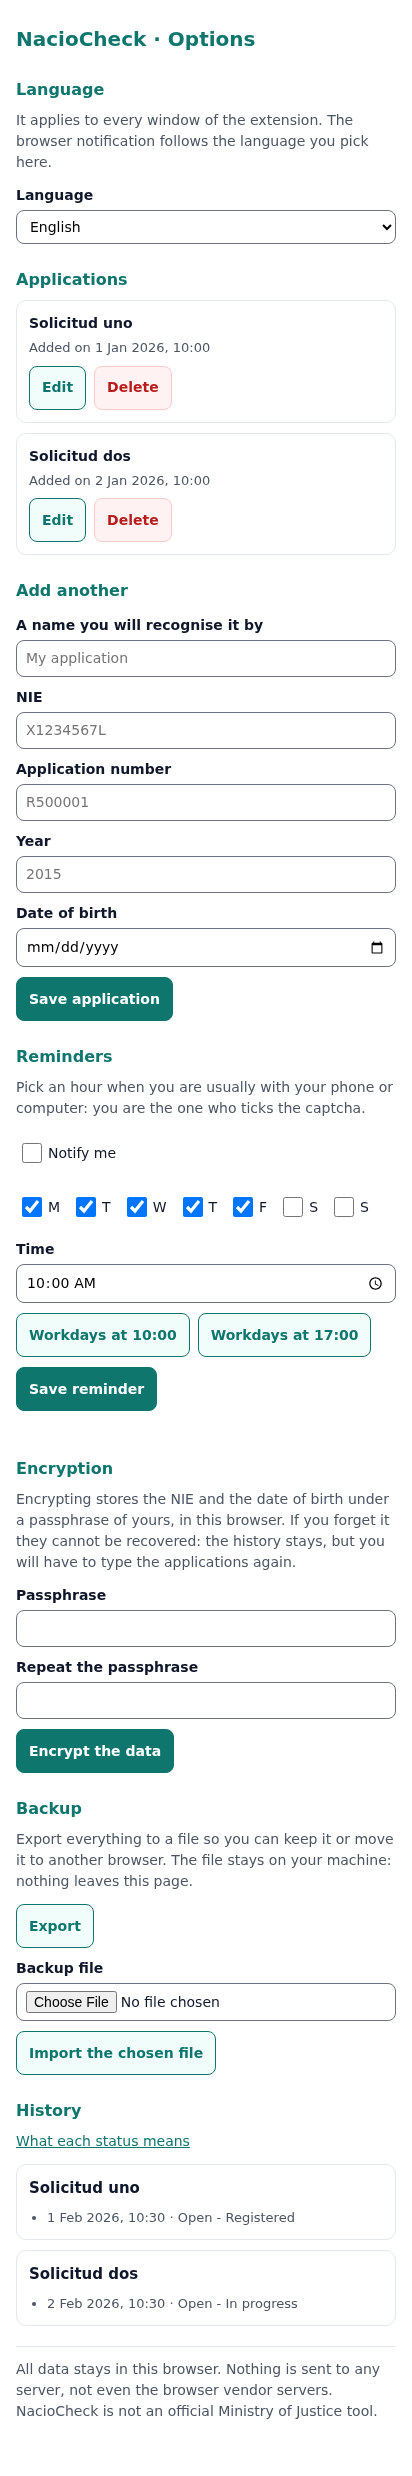 NacioCheck · Options
Language
It applies to every window of the extension. The
browser notification follows the language you pick
here.
Language
English
Applications
Solicitud uno
Added on 1 Jan 2026, 10:00
Edit Delete
Solicitud dos
Added on 2 Jan 2026, 10:00
Edit Delete
Add another
A name you will recognise it by
My application
NIE
X1234567L
Application number
R500001
Year
2015
Date of birth
mm/dd/yyyy
Save application
Reminders
Pick an hour when you are usually with your phone or
computer: you are the one who ticks the captcha.
Notify me
M T W T F S S
Time
10:00 AM
Workdays at 10:00 Workdays at 17:00
Save reminder
Encryption
Encrypting stores the NIE and the date of birth under
a passphrase of yours, in this browser. If you forget it
they cannot be recovered: the history stays, but you
will have to type the applications again.
Passphrase
Repeat the passphrase
Encrypt the data
Backup
Export everything to a file so you can keep it or move
it to another browser. The file stays on your machine:
nothing leaves this page.
Export
Backup file
Choose File No file chosen
Import the chosen file
History
What each status means
Solicitud uno
• 1 Feb 2026, 10:30 · Open - Registered
Solicitud dos
• 2 Feb 2026, 10:30 · Open - In progress
All data stays in this browser. Nothing is sent to any
server, not even the browser vendor servers.
NacioCheck is not an official Ministry of Justice tool.